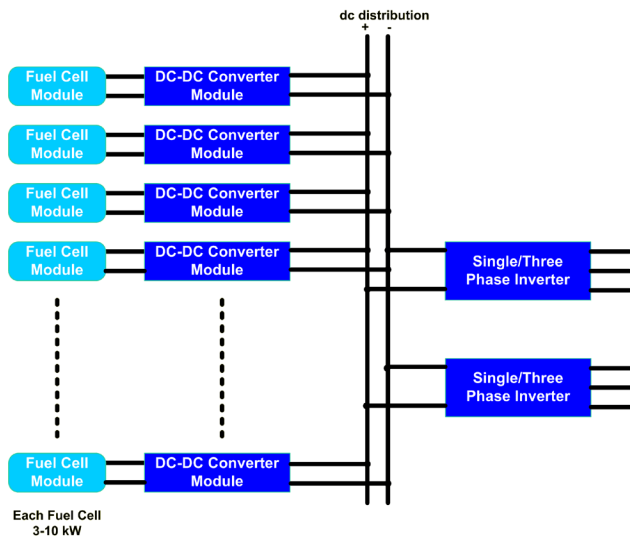 dc distribution
+ -
Fuel Cell
Module
DC-DC Converter
Module
Fuel Cell
Module
DC-DC Converter
Module
Fuel Cell
Module
DC-DC Converter
Module
Fuel Cell
Module
DC-DC Converter
Module
Single/Three
Phase Inverter
Single/Three
Phase Inverter
Fuel Cell
Module
DC-DC Converter
Module
Each Fuel Cell
3-10 kW